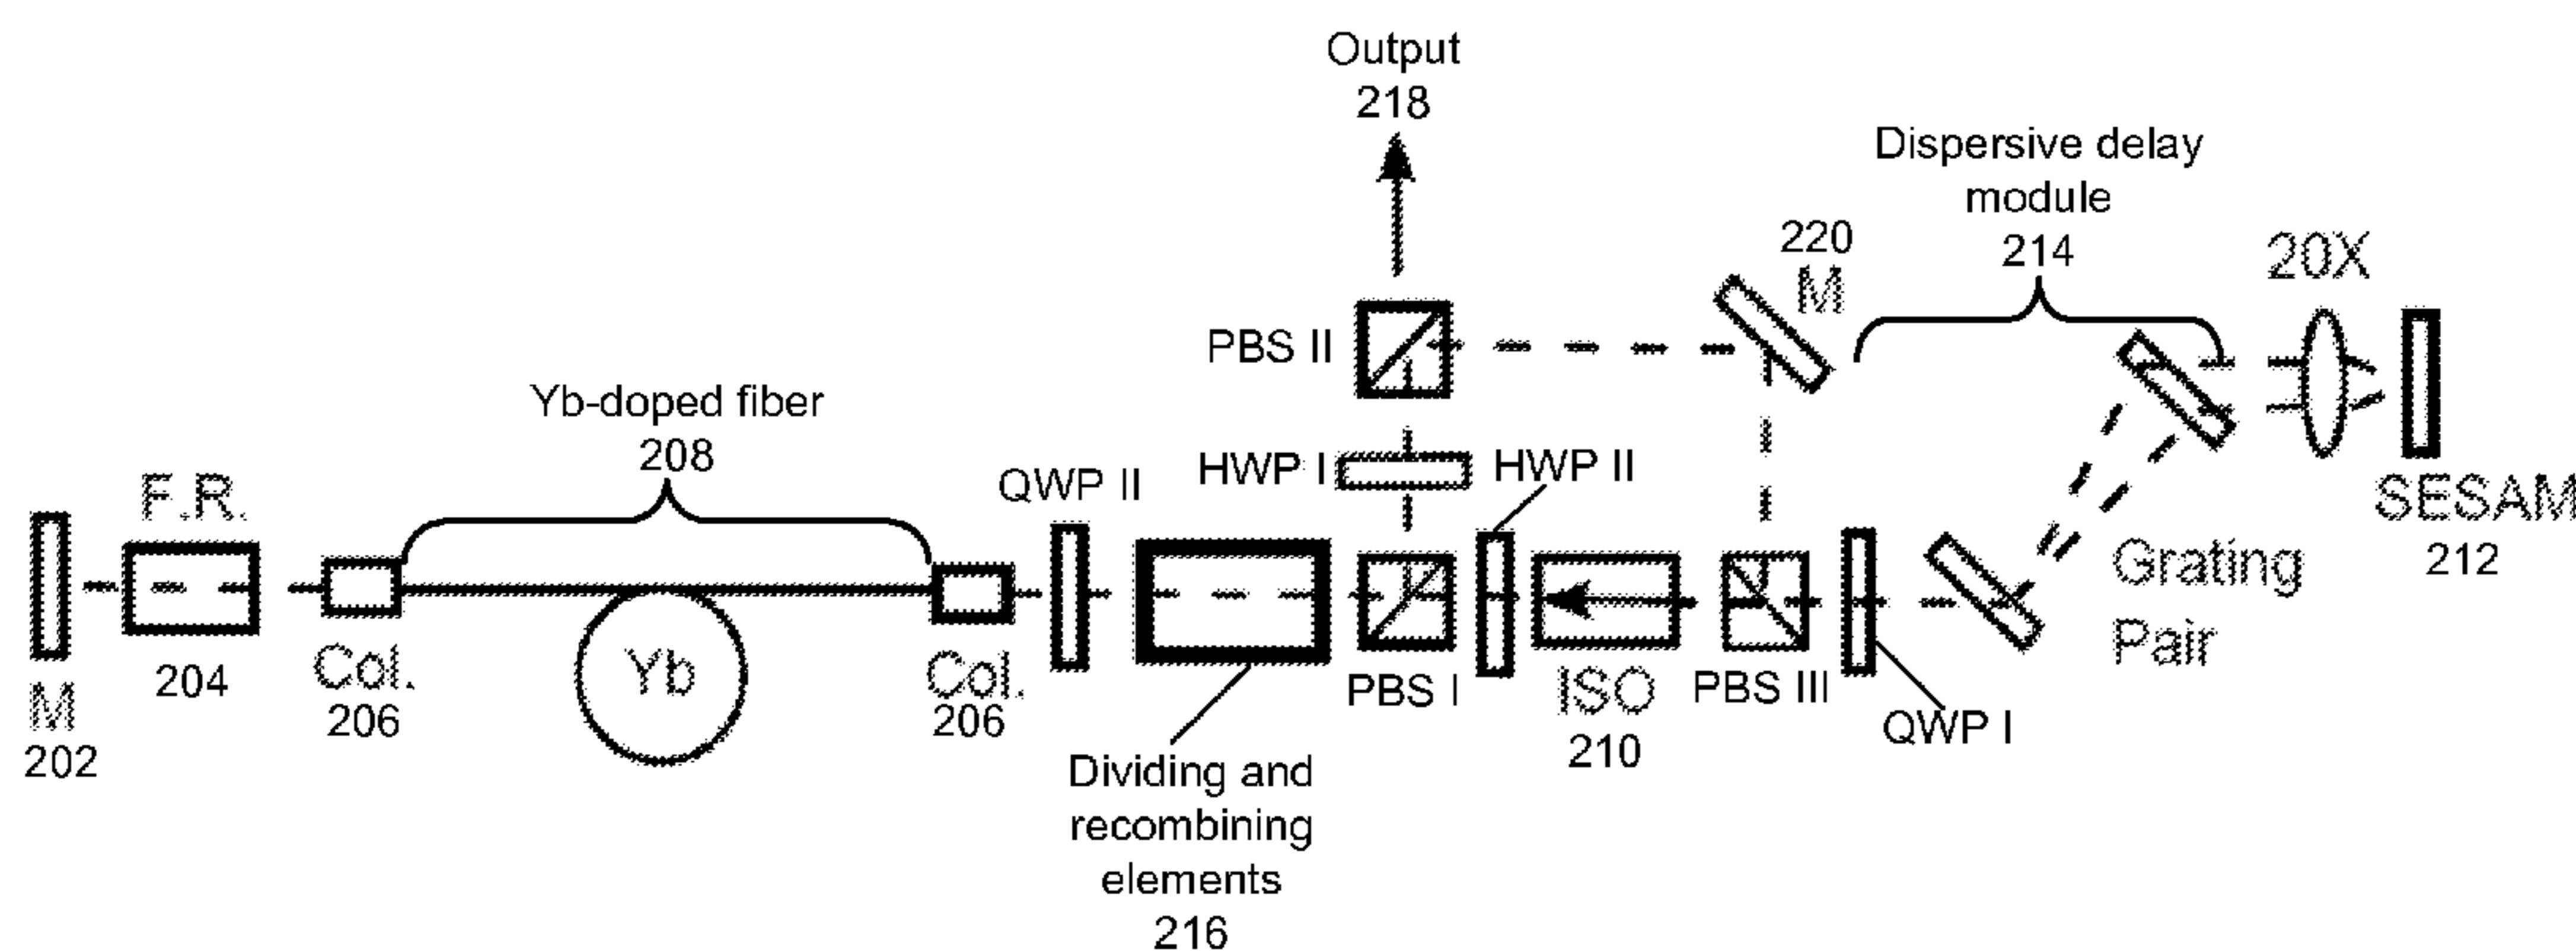 Output
218
Dispersive delay
module
214
220
M
20X
PBS II
Yb-doped fiber
208
HWP I
HWP II
QWP II
F.R.
SESAM
212
Grating
Pair
M
202
204
Col.
206
Yb
Col.
206
PBS I
ISO
210
PBS III
QWP I
Dividing and
recombining
elements
216